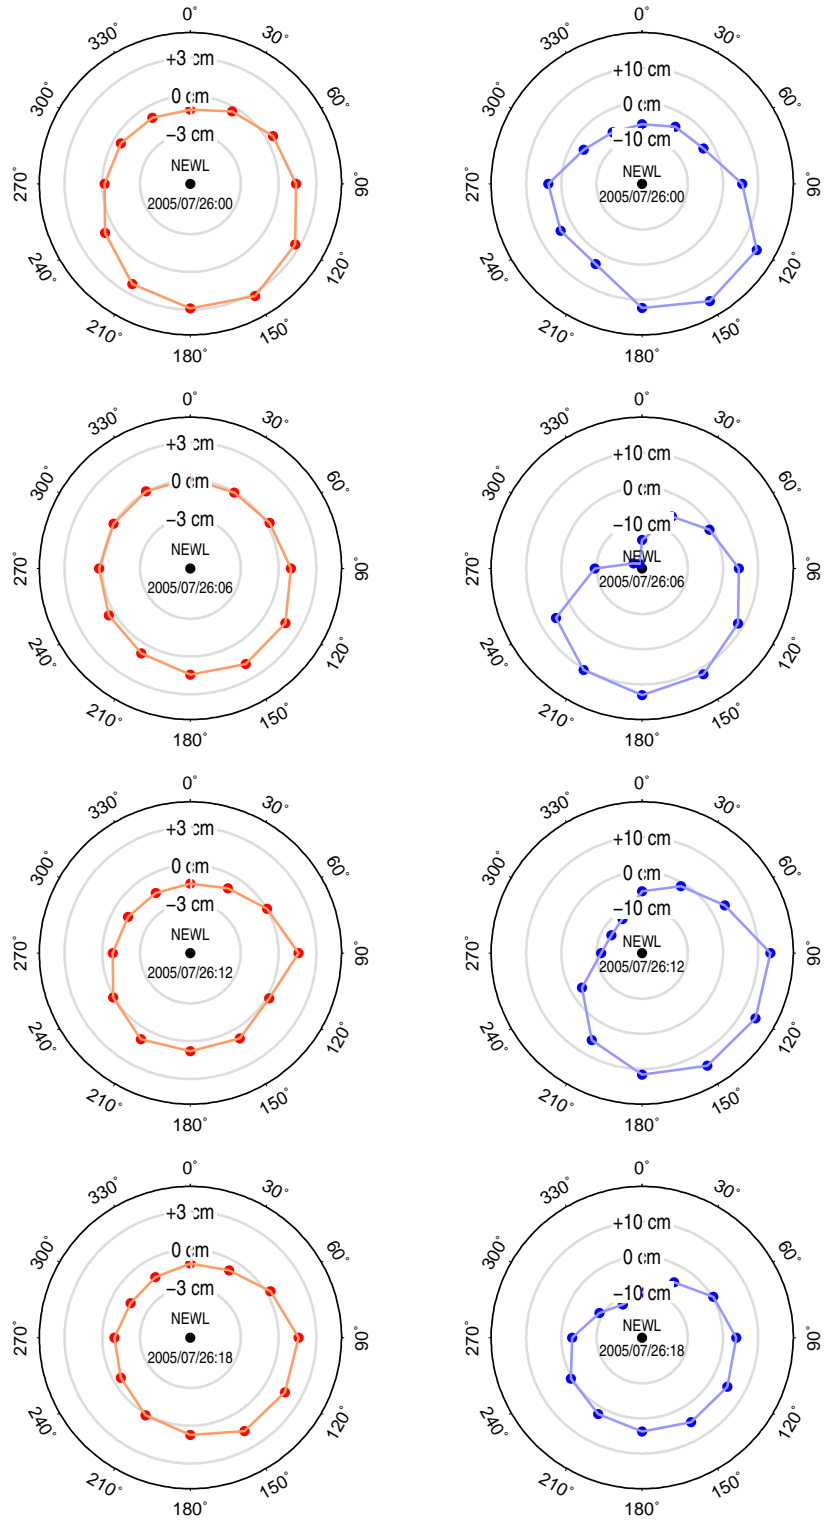 0° 0°
330° 30° 330° 30°
+3 cm +10 cm
300° 60° 300° 60°
0 cm 0 cm
−3 cm −10 cm
NEWL NEWL
270° 90° 270° 90°
2005/07/26:00 2005/07/26:00
240° 120° 240° 120°
210° 150° 210° 150°
180° 180°
0° 0°
330° 30° 330° 30°
+3 cm +10 cm
300° 60° 300° 60°
0 cm 0 cm
−3 cm −10 cm
NEWL NEWL
270° 90° 270° 90°
2005/07/26:06 2005/07/26:06
240° 120° 240° 120°
210° 150° 210° 150°
180° 180°
0° 0°
330° 30° 330° 30°
+3 cm +10 cm
300° 60° 300° 60°
0 cm 0 cm
−3 cm −10 cm
NEWL NEWL
270° 90° 270° 90°
2005/07/26:12 2005/07/26:12
240° 120° 240° 120°
210° 150° 210° 150°
180° 180°
0° 0°
330° 30° 330° 30°
+3 cm +10 cm
300° 60° 300° 60°
0 cm 0 cm
−3 cm −10 cm
NEWL NEWL
270° 90° 270° 90°
2005/07/26:18 2005/07/26:18
240° 120° 240° 120°
210° 150° 210° 150°
180° 180°